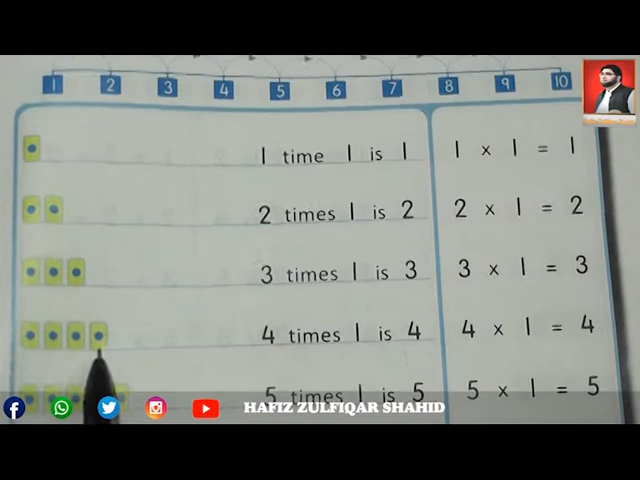 1 2 3 4 5 6 7 8 9 10
1 time 1 is 1 1 x 1 = 1
2 times 1 is 2 2 x 1 = 2
3 times 1 is 3 3 x 1 = 3
4 times 1 is 4 4 x 1 = 4
5 times 1 is 5 5 x 1 = 5
HAFIZ ZULFIQAR SHAHID